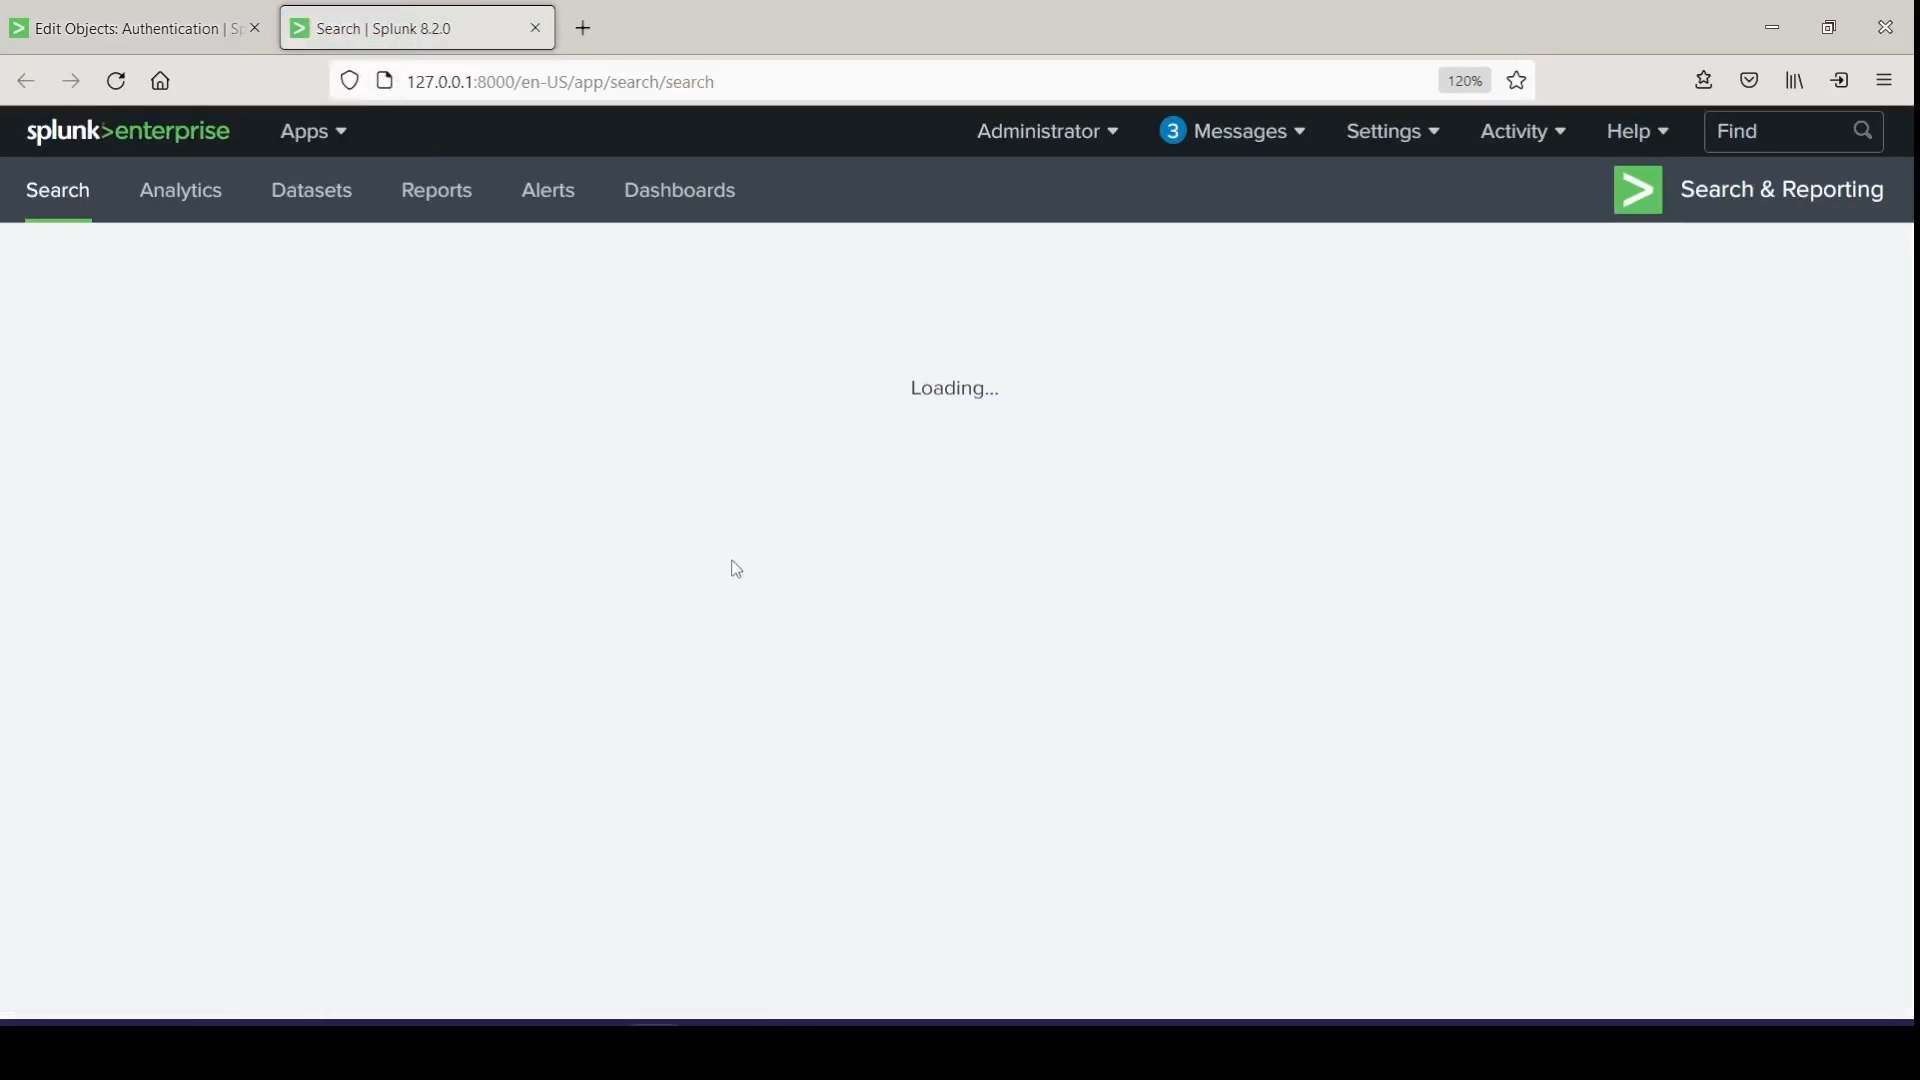 Edit Objects: Authentication | Sp
Search | Splunk 8.2.0
127.0.0.1:8000/en-US/app/search/search
120%
splunk>enterprise
Apps
Administrator
3
Messages
Settings
Activity
Help
Find
Search
Analytics
Datasets
Reports
Alerts
Dashboards
Search & Reporting
Loading...